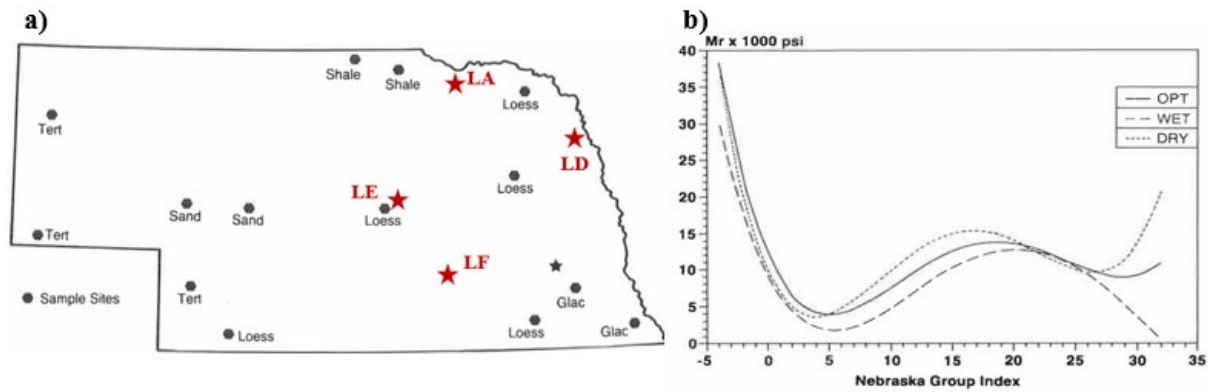 a)
Shale
Shale
LA
Loess
Tert
LD
Loess
LE
Sand
Sand
Loess
Tert
LF
Sample Sites
Tert
Glac
Loess
Loess
Glac
b)
Mr x 1000 psi
40
35
30
25
20
15
10
5
0
OPT
WET
DRY
-5
0
5
10
15
20
25
30
35
Nebraska Group Index